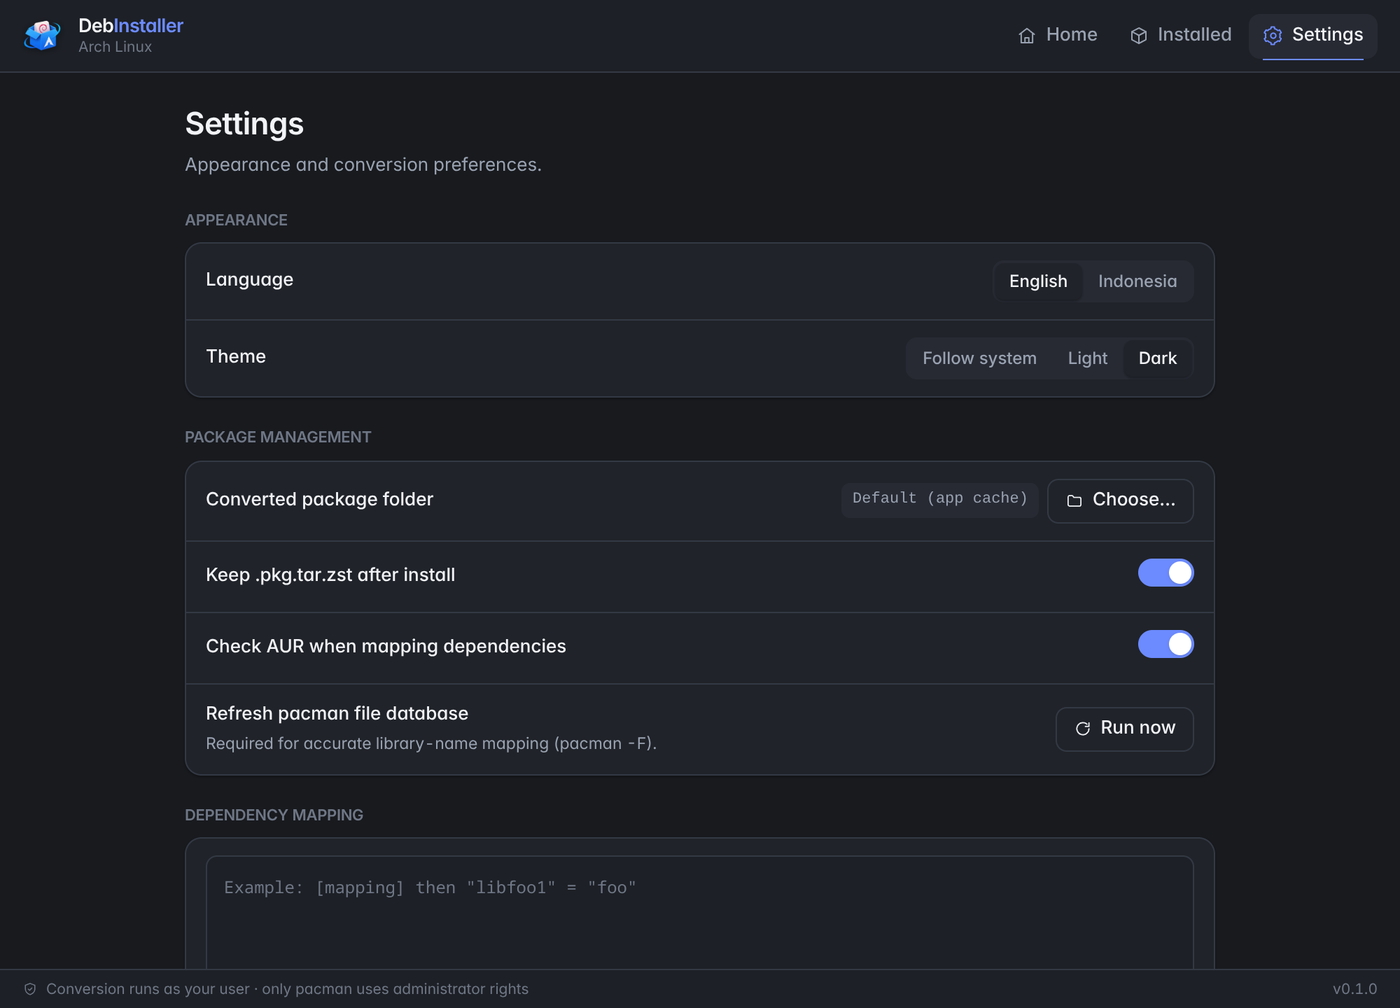 DebInstaller
Arch Linux
Home
Installed
Settings
Settings
Appearance and conversion preferences.
APPEARANCE
Language
English
Indonesia
Theme
Follow system
Light
Dark
PACKAGE MANAGEMENT
Converted package folder
Default (app cache)
Choose...
Keep .pkg.tar.zst after install
Check AUR when mapping dependencies
Refresh pacman file database
Required for accurate library-name mapping (pacman -F).
Run now
DEPENDENCY MAPPING
Example: [mapping] then "libfoo1" = "foo"
Conversion runs as your user · only pacman uses administrator rights
v0.1.0